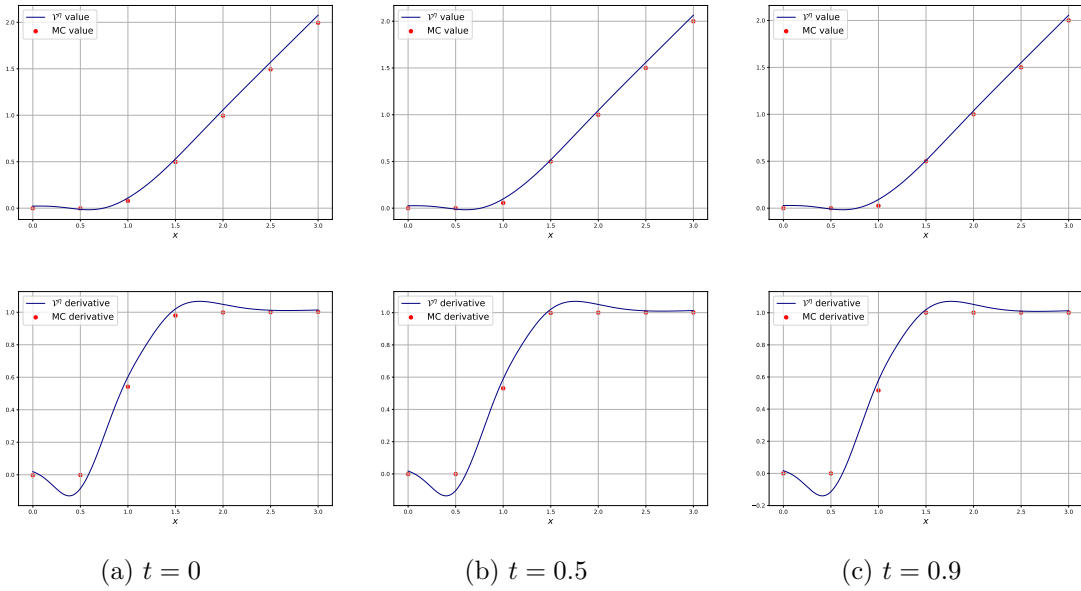 𝒱^η value
MC value
2.0
1.5
1.0
0.5
0.0
0.0 0.5 1.0 1.5 2.0 2.5 3.0
x
𝒱^η value
MC value
2.0
1.5
1.0
0.5
0.0
0.0 0.5 1.0 1.5 2.0 2.5 3.0
x
𝒱^η value
MC value
2.0
1.5
1.0
0.5
0.0
0.0 0.5 1.0 1.5 2.0 2.5 3.0
x
𝒱^η derivative
MC derivative
1.0
0.8
0.6
0.4
0.2
0.0
0.0 0.5 1.0 1.5 2.0 2.5 3.0
x
𝒱^η derivative
MC derivative
1.0
0.8
0.6
0.4
0.2
0.0
0.0 0.5 1.0 1.5 2.0 2.5 3.0
x
𝒱^η derivative
MC derivative
1.0
0.8
0.6
0.4
0.2
0.0
−0.2
0.0 0.5 1.0 1.5 2.0 2.5 3.0
x
(a) t = 0
(b) t = 0.5
(c) t = 0.9